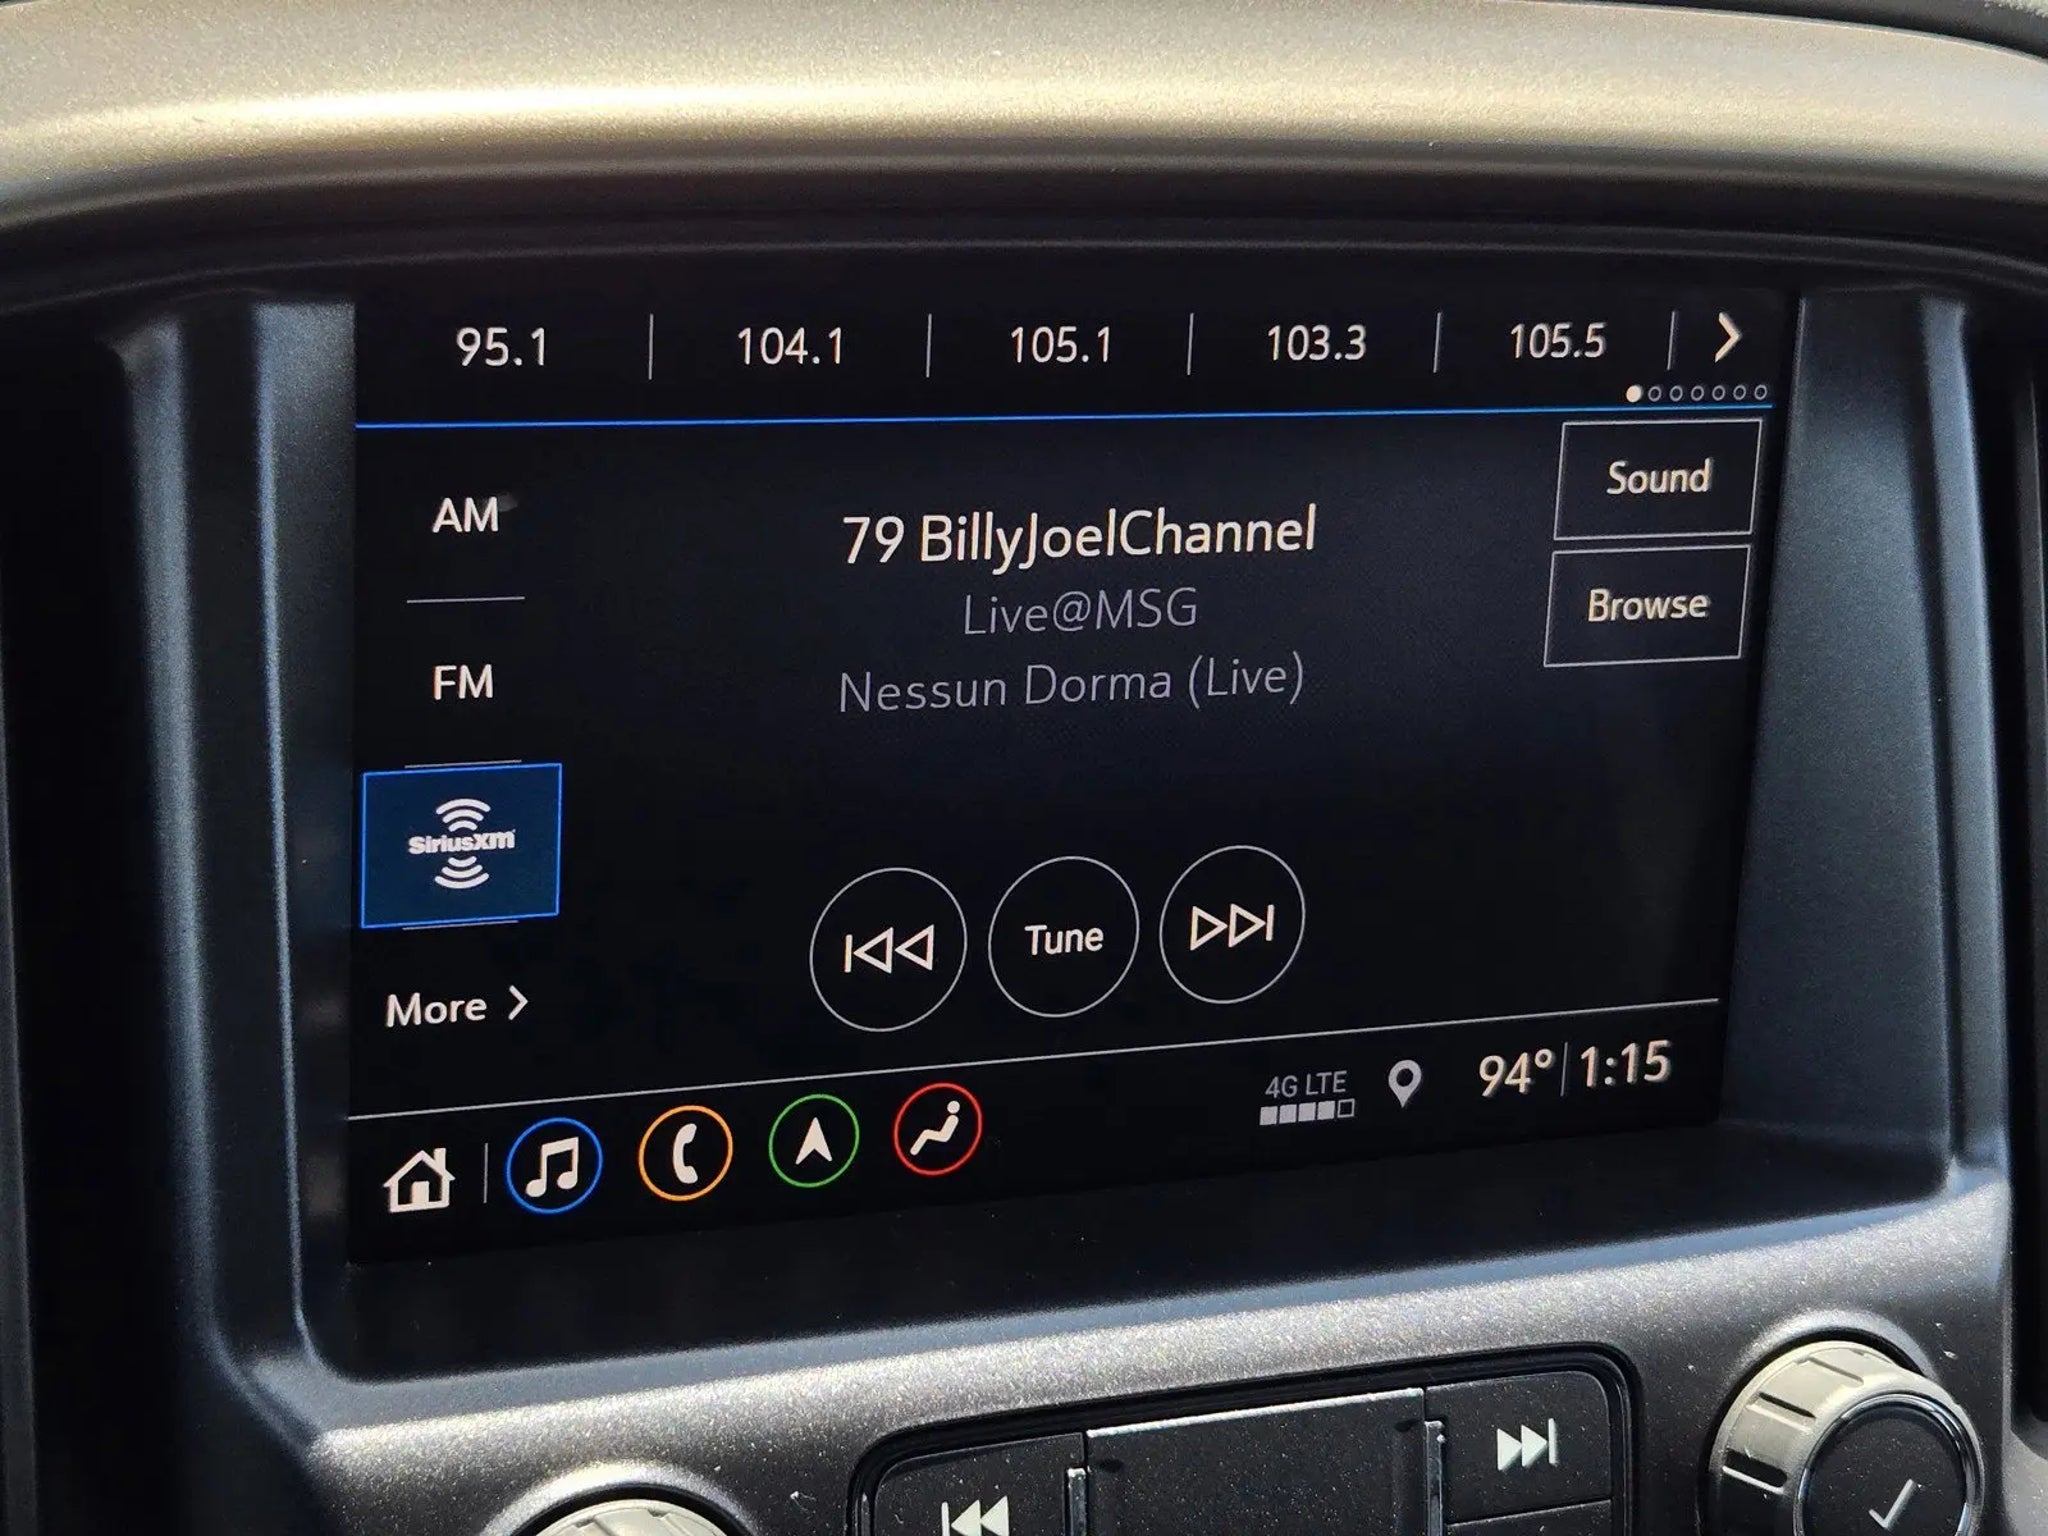 95.1 104.1 105.1 103.3 105.5
Sound
AM
79 BillyJoelChannel
Live@MSG
Browse
FM
Nessun Dorma (Live)
SiriusXm
Tune
More
4G LTE
94° 1:15